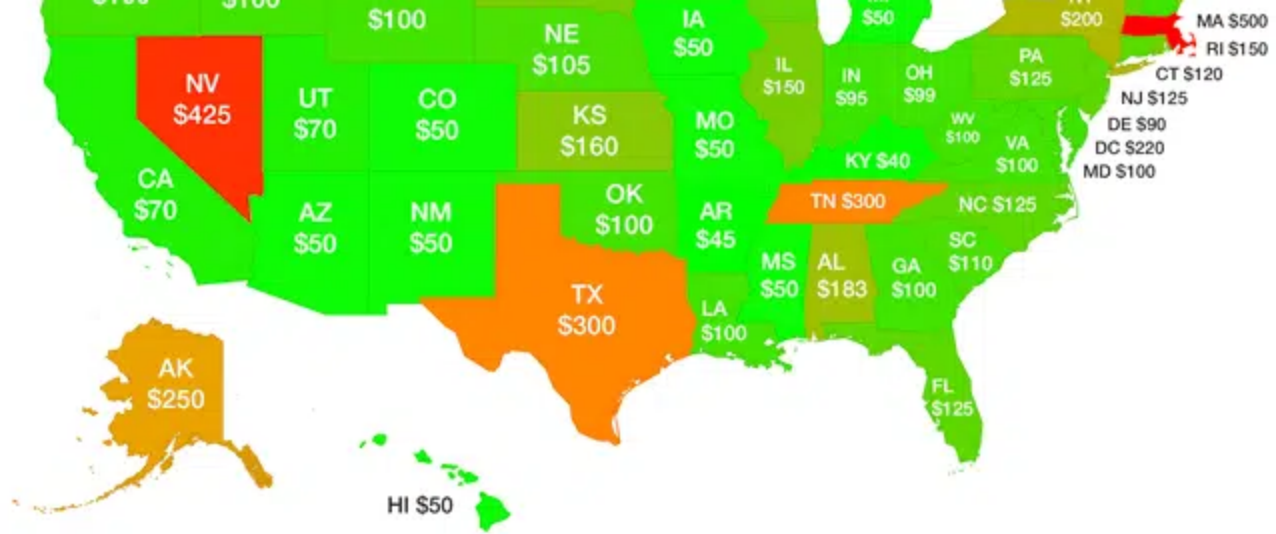 $100
$50
NY
$200
MA $500
RI $150
CT $120
NJ $125
DE $90
DC $220
MD $100
IA
$50
NE
$105
PA
$125
IL
$150
IN
$95
OH
$99
NV
$425
UT
$70
CO
$50
KS
$160
MO
$50
WV
$100
VA
$100
KY $40
CA
$70
AZ
$50
NM
$50
OK
$100
AR
$45
TN $300
NC $125
SC
$110
MS
$50
AL
$183
GA
$100
TX
$300
LA
$100
FL
$125
AK
$250
HI $50